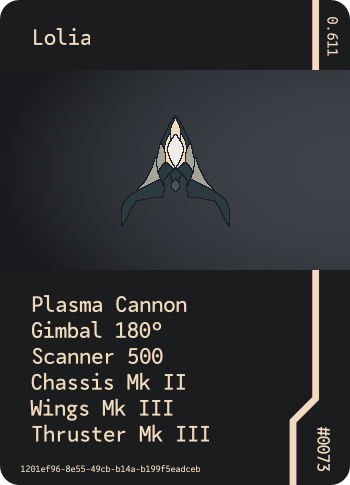 Lolia
0.611
Plasma Cannon
Gimbal 180°
Scanner 500
Chassis Mk II
Wings Mk III
Thruster Mk III
#0073
1201ef96-8e55-49cb-b14a-b199f5eadceb